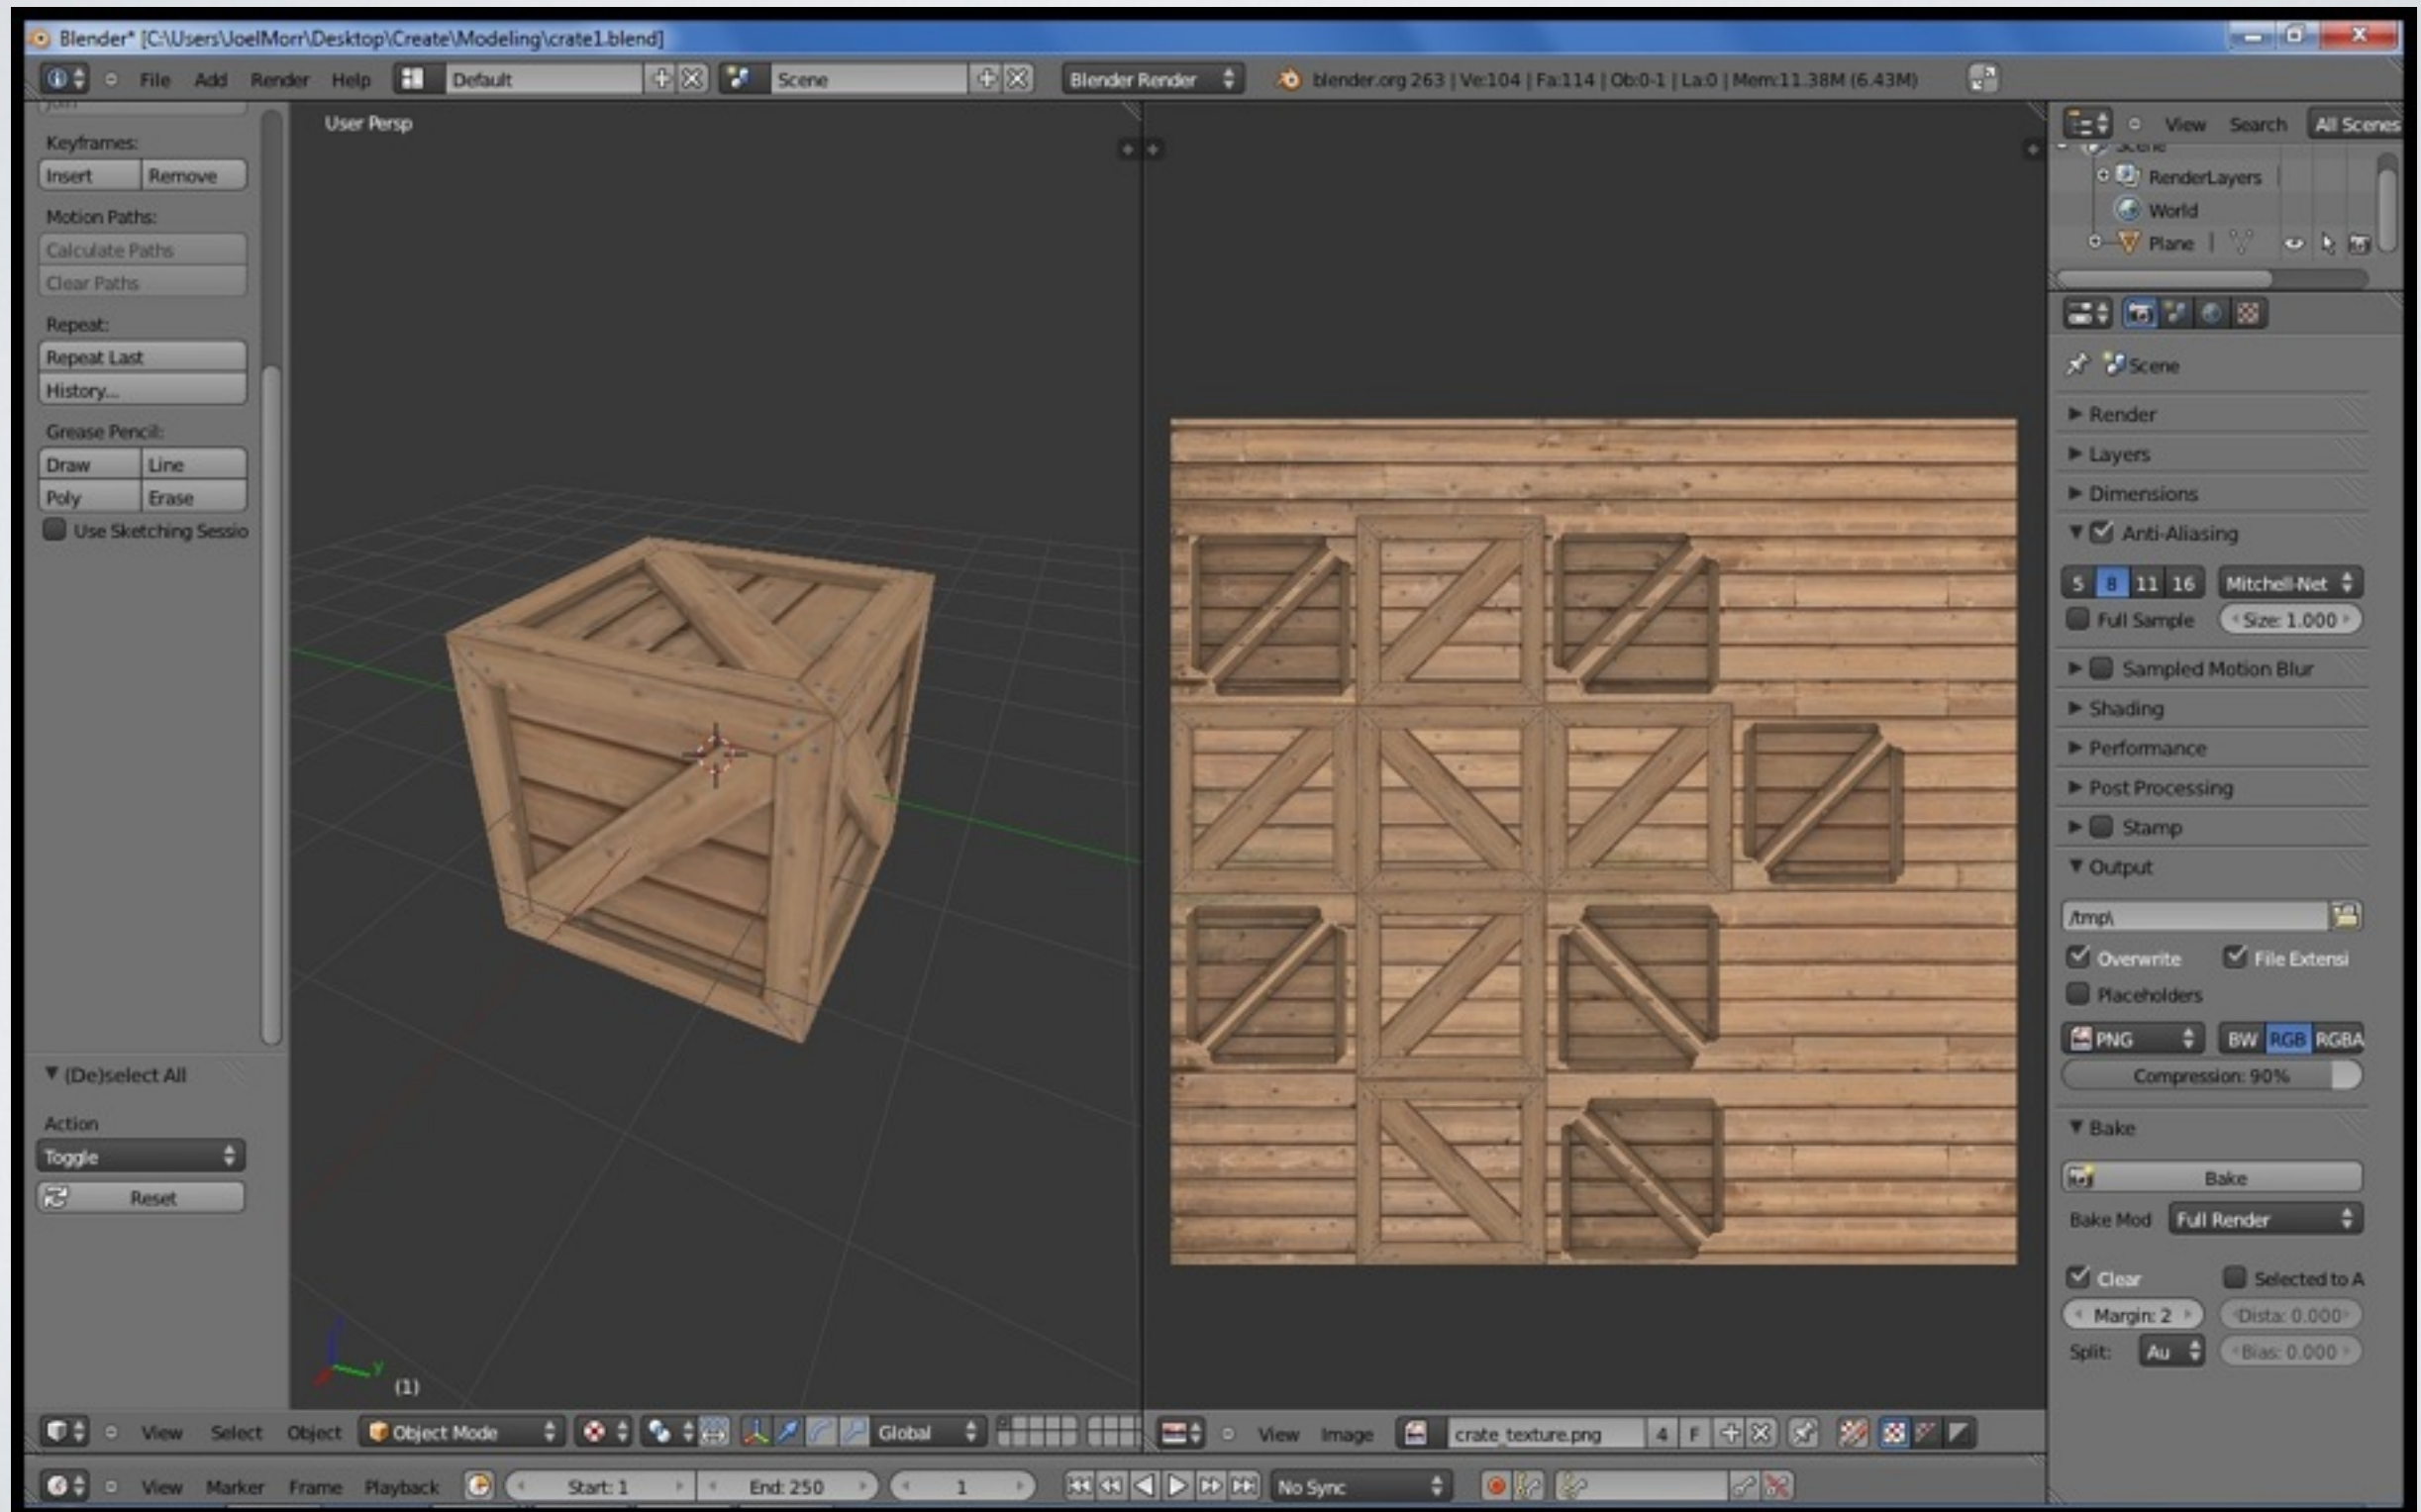 Blender* [C:\Users\JoelMorr\Desktop\Create\Modeling\crate1.blend]
File Add Render Help Default Scene Blender Render blender.org 263 | Ve:104 | Fa:114 | Ob:0-1 | La:0 | Mem:11.38M (6.43M)
Join
Keyframes:
Insert Remove
Motion Paths:
Calculate Paths
Clear Paths
Repeat:
Repeat Last
History...
Grease Pencil:
Draw Line
Poly Erase
Use Sketching Sessio
(De)select All
Action
Toggle
Reset
User Persp
y
(1)
View Select Object Object Mode Global
View Image crate_texture.png 4 F
View Marker Frame Playback Start: 1 End: 250 1 No Sync
View Search All Scenes
Scene
RenderLayers
World
Plane
Scene
Render
Layers
Dimensions
Anti-Aliasing
5 8 11 16 Mitchell-Net
Full Sample Size: 1.000
Sampled Motion Blur
Shading
Performance
Post Processing
Stamp
Output
/tmp\
Overwrite File Extensi
Placeholders
PNG BW RGB RGBA
Compression: 90%
Bake
Bake
Bake Mod Full Render
Clear Selected to A
Margin: 2 Dista: 0.000
Split: Au Bias: 0.000